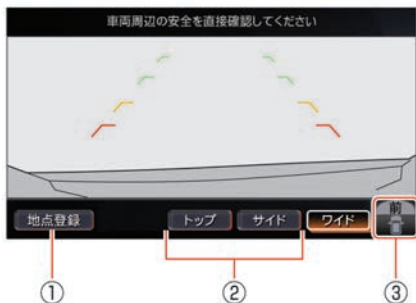 車両周辺の安全を直接確認してください
地点登録 トップ サイド ワイド 前
① ② ③